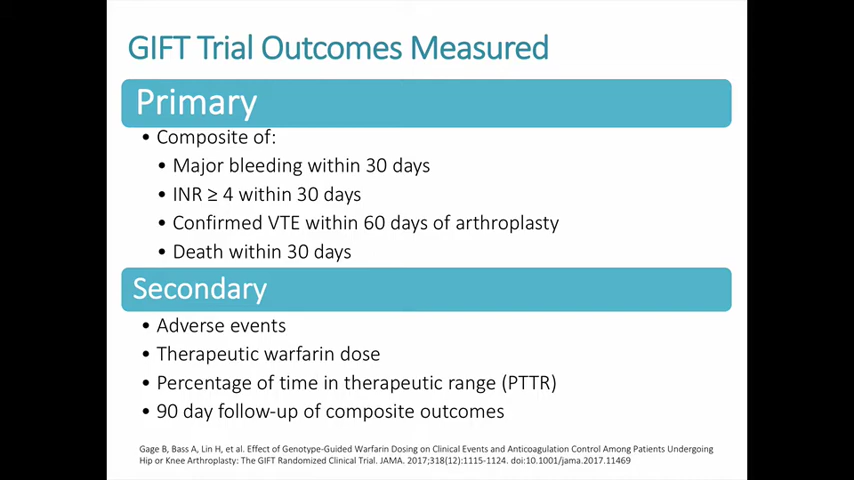 GIFT Trial Outcomes Measured
Primary
• Composite of:
• Major bleeding within 30 days
• INR ≥ 4 within 30 days
• Confirmed VTE within 60 days of arthroplasty
• Death within 30 days
Secondary
• Adverse events
• Therapeutic warfarin dose
• Percentage of time in therapeutic range (PTTR)
• 90 day follow-up of composite outcomes
Gage B, Bass A, Lin H, et al. Effect of Genotype-Guided Warfarin Dosing on Clinical Events and Anticoagulation Control Among Patients Undergoing
Hip or Knee Arthroplasty: The GIFT Randomized Clinical Trial. JAMA. 2017;318(12):1115-1124. doi:10.1001/jama.2017.11469